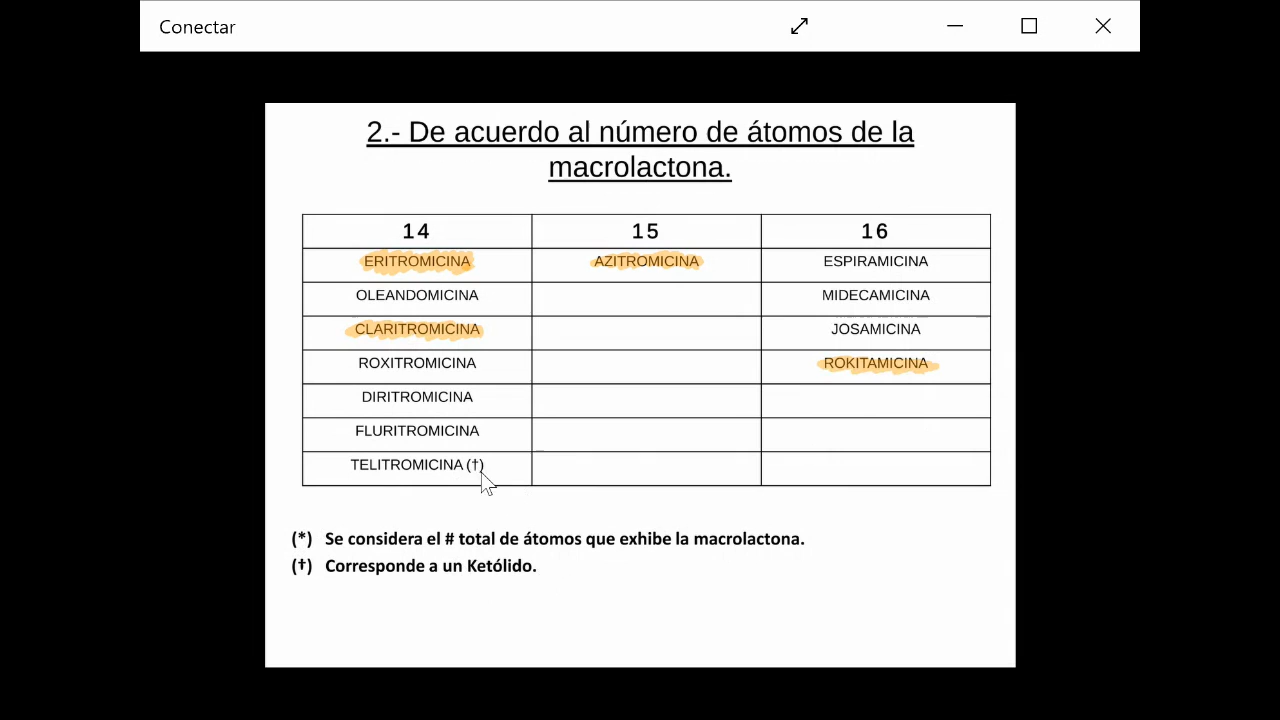 Conectar
2.- De acuerdo al número de átomos de la
macrolactona.
14 15 16
ERITROMICINA AZITROMICINA ESPIRAMICINA
OLEANDOMICINA MIDECAMICINA
CLARITROMICINA JOSAMICINA
ROXITROMICINA ROKITAMICINA
DIRITROMICINA
FLURITROMICINA
TELITROMICINA (†)
(*) Se considera el # total de átomos que exhibe la macrolactona.
(†) Corresponde a un Ketólido.